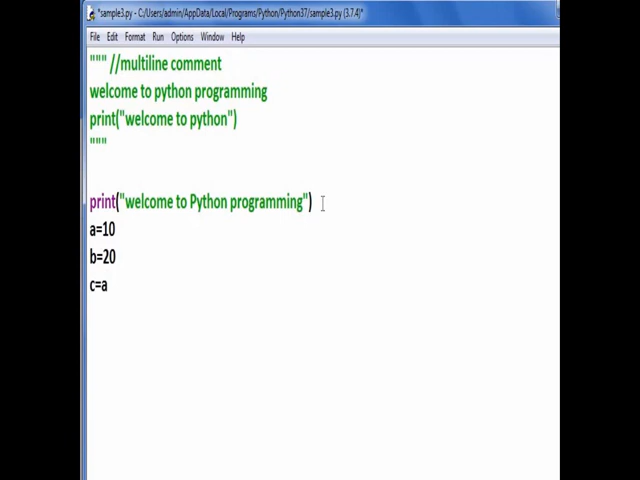 *sample3.py - C:/Users/admin/AppData/Local/Programs/Python/Python37/sample3.py (3.7.4)*
File Edit Format Run Options Window Help
""" //multiline comment
welcome to python programming
print("welcome to python")
"""
print("welcome to Python programming")
a=10
b=20
c=a